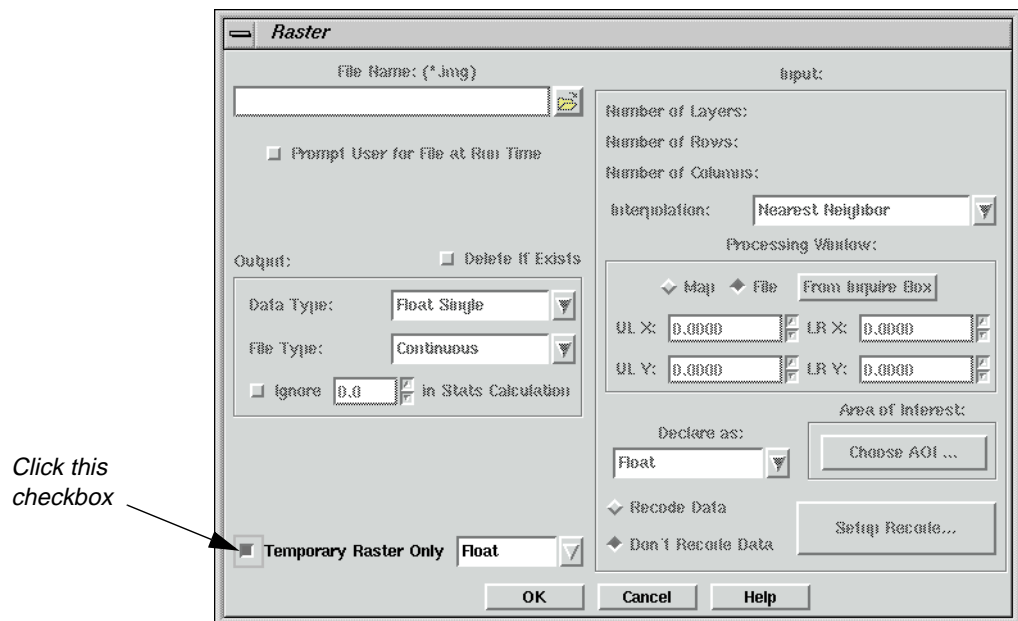 Raster
File Name: (*.img)
Prompt User for File at Run Time
Output:
Delete If Exists
Data Type:
Float Single
File Type:
Continuous
Ignore 0.0 in Stats Calculation
Click this
checkbox
Temporary Raster Only Float
Input:
Number of Layers:
Number of Rows:
Number of Columns:
Interpolation: Nearest Neighbor
Processing Window:
Map File From Inquire Box
UL X: 0.0000 LR X: 0.0000
UL Y: 0.0000 LR Y: 0.0000
Declare as:
Float
Area of Interest:
Choose AOI ...
Recode Data
Don't Recode Data
Setup Recode...
OK Cancel Help